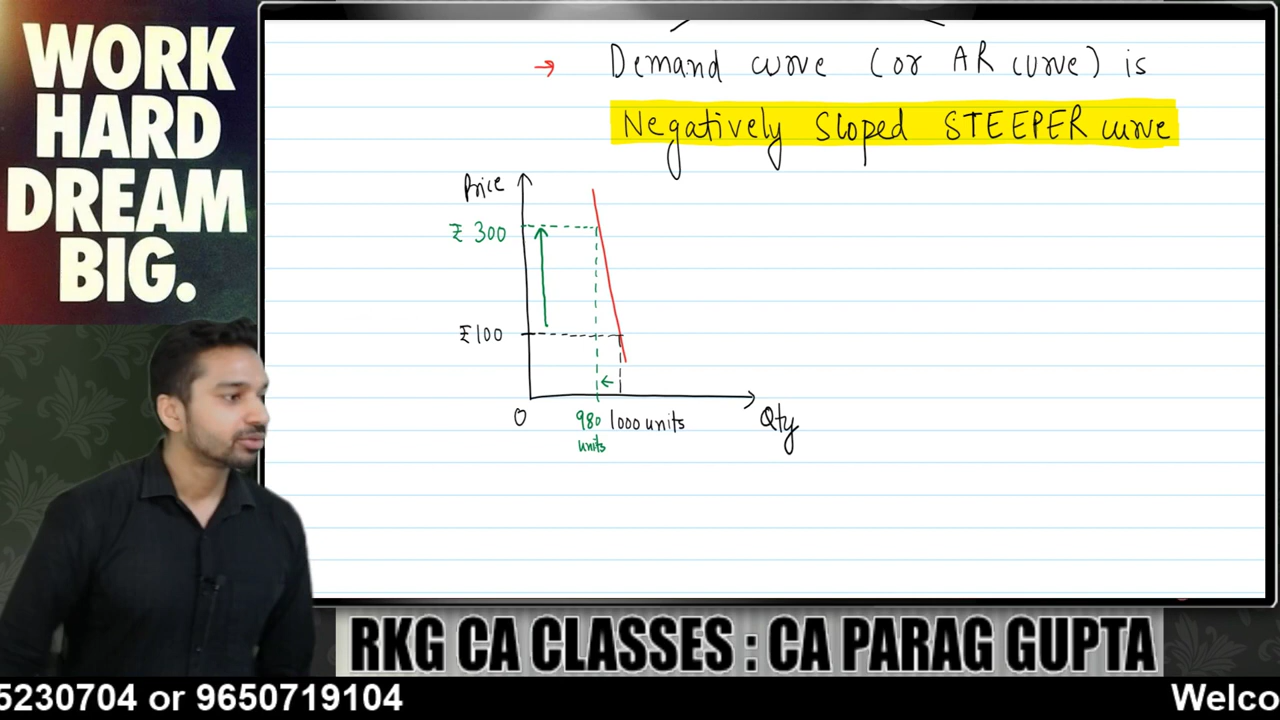 WORK
HARD
DREAM
BIG.
→ Demand curve (or AR curve) is
Negatively sloped STEEPER curve
Price
₹ 300
₹100
0
980
units
1000 units
Qty
RKG CA CLASSES : CA PARAG GUPTA
5230704 or 9650719104
Welco